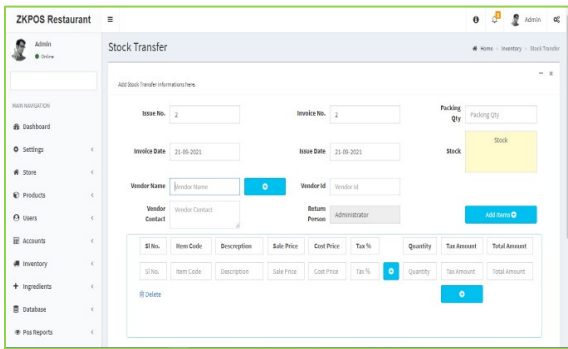 ZKPOS Restaurant
Admin
Admin
Online
Stock Transfer
Home - Inventory - Stock Transfer
Add Stock Transfer Informations here.
MAIN NAVIGATION
Dashboard
Settings
Store
Products
Users
Accounts
Inventory
Ingredients
Database
Pos Reports
Issue No. 2 Invoice No. 2 Packing Qty Packing Qty
Invoice Date 21-09-2021 Issue Date 21-09-2021 Stock Stock
Vendor Name Vendor Name Vendor Id Vendor Id
Vendor Contact Vendor Contact Return Person Administrator Add Items
Sl No. Item Code Descreption Sale Price Cost Price Tax % Quantity Tax Amount Total Amount
Sl No. Item Code Description Sale Price Cost Price Tax % Quantity Tax Amount Total Amount
Delete